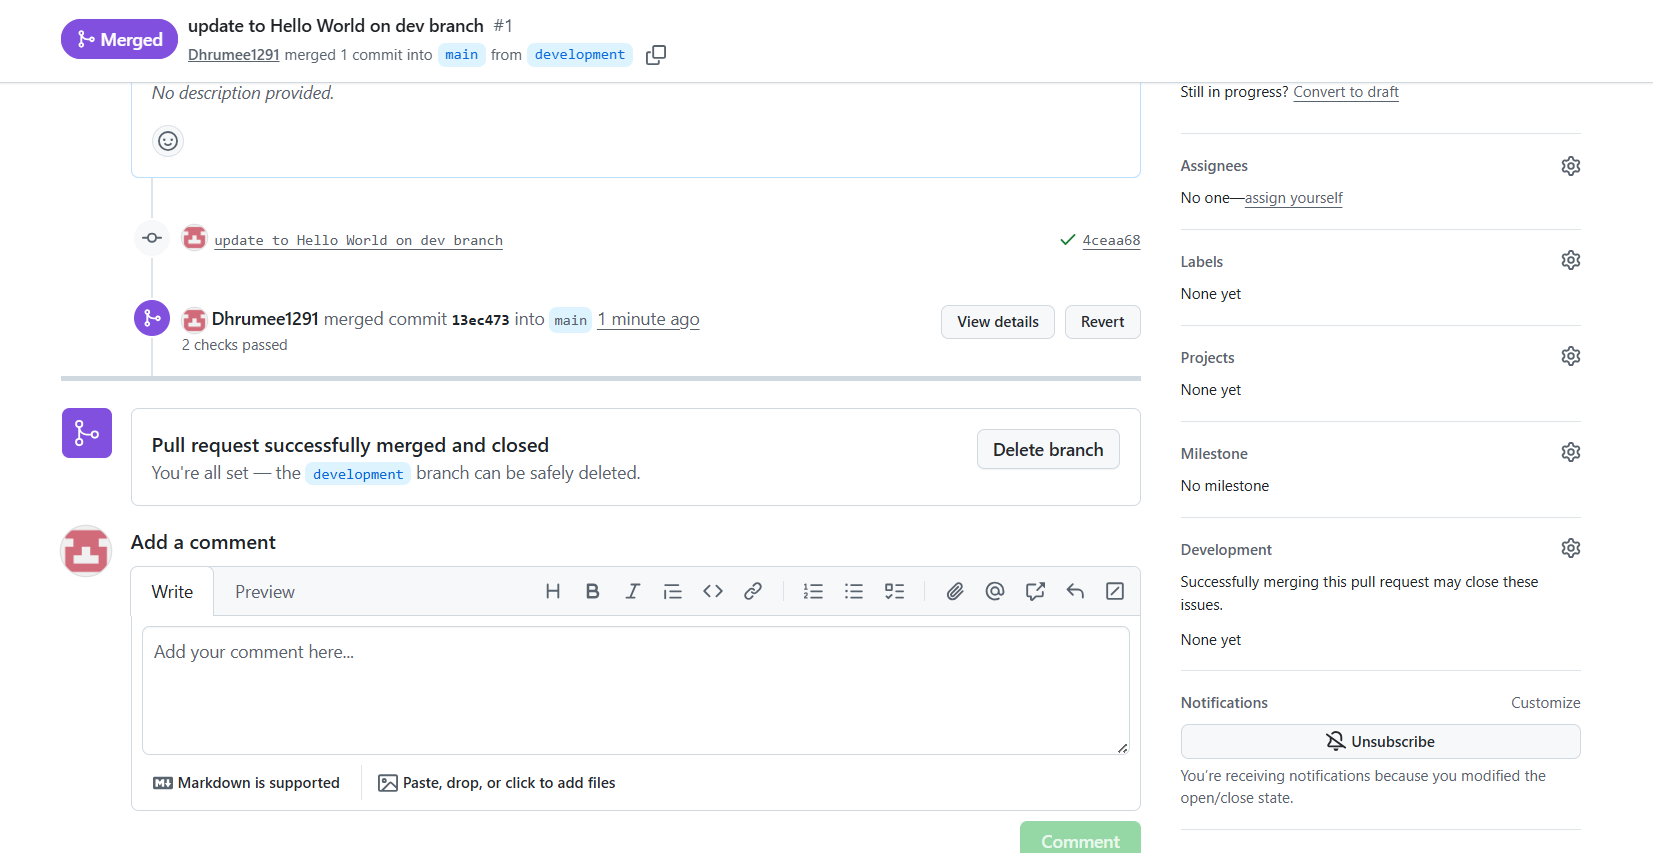 Merged
update to Hello World on dev branch #1
Dhrumee1291 merged 1 commit into main from development
No description provided.
update to Hello World on dev branch
4ceaa68
Dhrumee1291 merged commit 13ec473 into main 1 minute ago
2 checks passed
View details
Revert
Pull request successfully merged and closed
You're all set — the development branch can be safely deleted.
Delete branch
Add a comment
Write
Preview
Add your comment here...
Markdown is supported
Paste, drop, or click to add files
Comment
Still in progress? Convert to draft
Assignees
No one—assign yourself
Labels
None yet
Projects
None yet
Milestone
No milestone
Development
Successfully merging this pull request may close these
issues.
None yet
Notifications
Customize
Unsubscribe
You're receiving notifications because you modified the
open/close state.